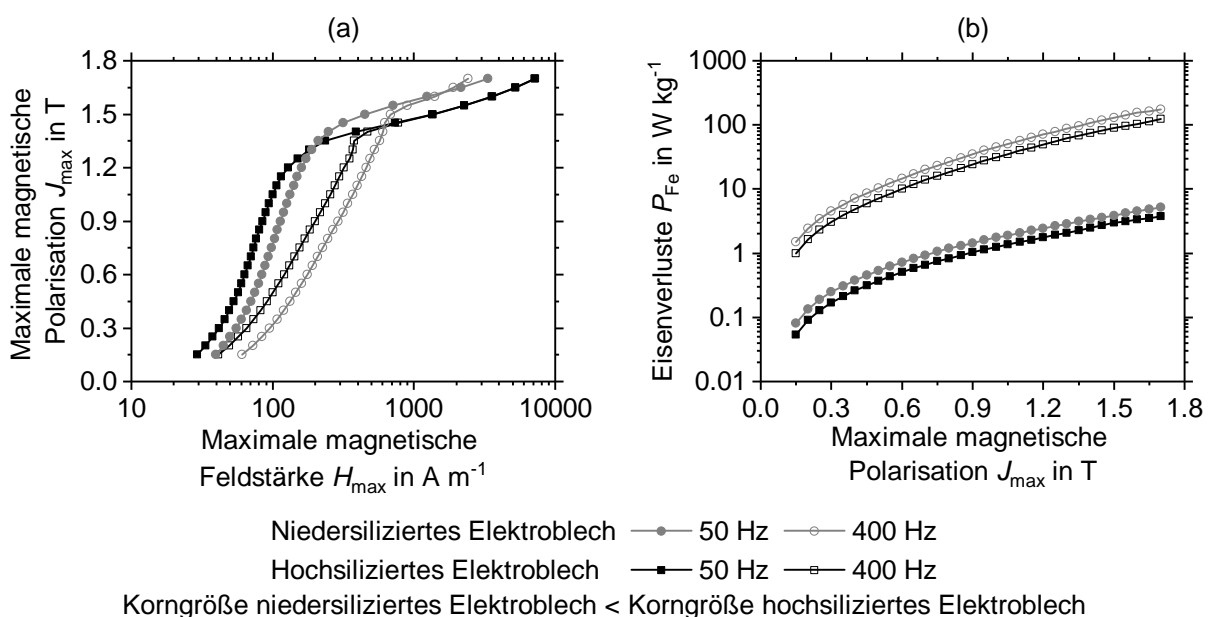 (a)
Maximale magnetische
Polarisation Jmax in T
1.8
1.5
1.2
0.9
0.6
0.3
0.0
10 100 1000 10000
Maximale magnetische
Feldstärke Hmax in A m-1
(b)
Eisenverluste PFe in W kg-1
1000
100
10
1
0.1
0.01
0.0 0.3 0.6 0.9 1.2 1.5 1.8
Maximale magnetische
Polarisation Jmax in T
Niedersiliziertes Elektroblech 50 Hz 400 Hz
Hochsiliziertes Elektroblech 50 Hz 400 Hz
Korngröße niedersiliziertes Elektroblech < Korngröße hochsiliziertes Elektroblech